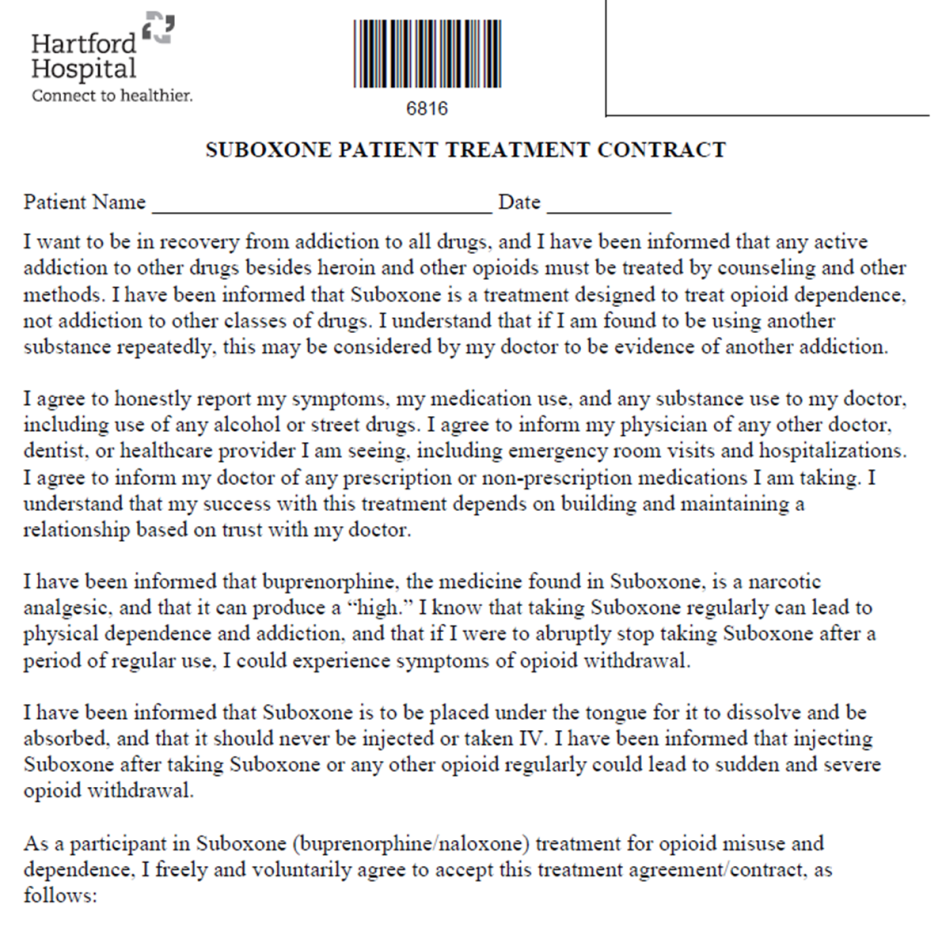 Hartford
Hospital
Connect to healthier.
6816
SUBOXONE PATIENT TREATMENT CONTRACT
Patient Name ______________________________ Date ___________
I want to be in recovery from addiction to all drugs, and I have been informed that any active
addiction to other drugs besides heroin and other opioids must be treated by counseling and other
methods. I have been informed that Suboxone is a treatment designed to treat opioid dependence,
not addiction to other classes of drugs. I understand that if I am found to be using another
substance repeatedly, this may be considered by my doctor to be evidence of another addiction.
I agree to honestly report my symptoms, my medication use, and any substance use to my doctor,
including use of any alcohol or street drugs. I agree to inform my physician of any other doctor,
dentist, or healthcare provider I am seeing, including emergency room visits and hospitalizations.
I agree to inform my doctor of any prescription or non-prescription medications I am taking. I
understand that my success with this treatment depends on building and maintaining a
relationship based on trust with my doctor.
I have been informed that buprenorphine, the medicine found in Suboxone, is a narcotic
analgesic, and that it can produce a “high.” I know that taking Suboxone regularly can lead to
physical dependence and addiction, and that if I were to abruptly stop taking Suboxone after a
period of regular use, I could experience symptoms of opioid withdrawal.
I have been informed that Suboxone is to be placed under the tongue for it to dissolve and be
absorbed, and that it should never be injected or taken IV. I have been informed that injecting
Suboxone after taking Suboxone or any other opioid regularly could lead to sudden and severe
opioid withdrawal.
As a participant in Suboxone (buprenorphine/naloxone) treatment for opioid misuse and
dependence, I freely and voluntarily agree to accept this treatment agreement/contract, as
follows: